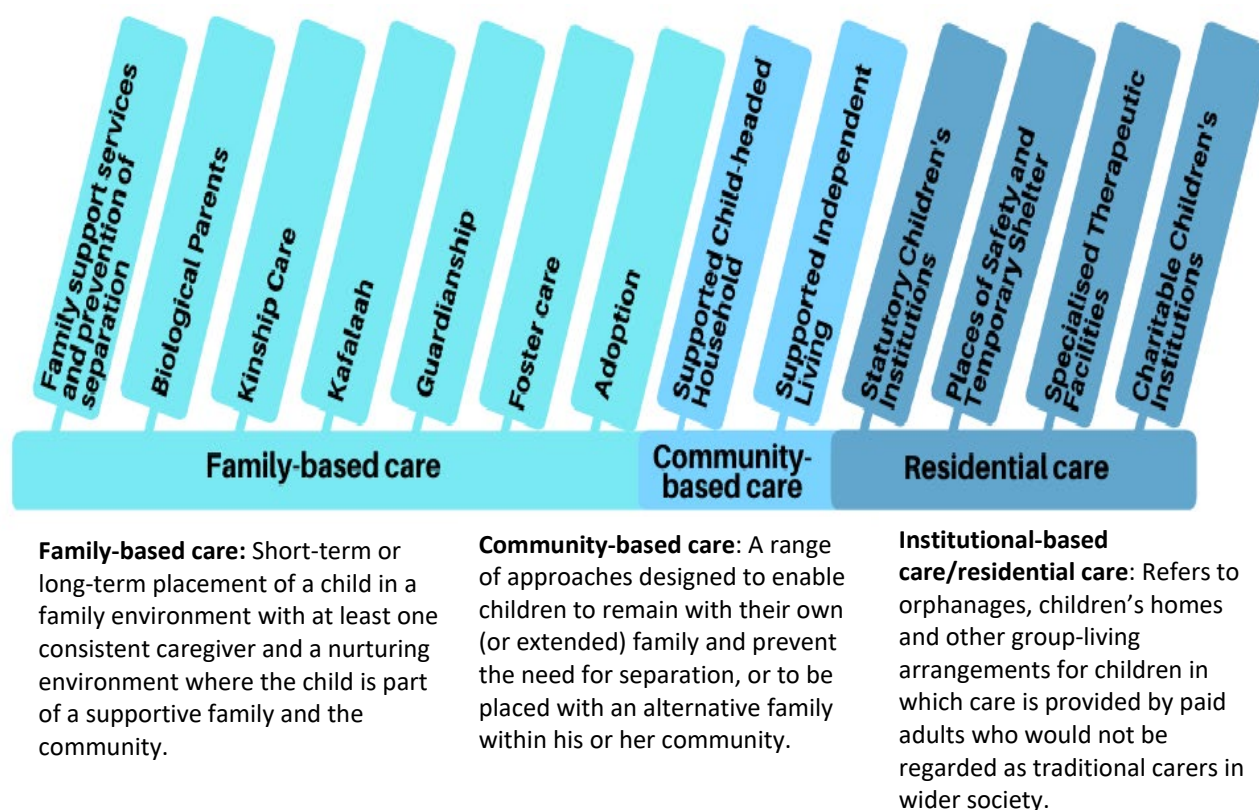 Family support services
and prevention of
separation
Biological Parents
Kinship Care
Kafalaah
Guardianship
Foster care
Adoption
Supported Child-headed
Household
Supported Independent
Living
Statutory Children's
Institutions
Places of Safety and
Temporary Shelter
Specialised Therapeutic
Facilities
Charitable Children's
Institutions
Family-based care
Community-
based care
Residential care
Family-based care: Short-term or
long-term placement of a child in a
family environment with at least one
consistent caregiver and a nurturing
environment where the child is part
of a supportive family and the
community.
Community-based care: A range
of approaches designed to enable
children to remain with their own
(or extended) family and prevent
the need for separation, or to be
placed with an alternative family
within his or her community.
Institutional-based
care/residential care: Refers to
orphanages, children’s homes
and other group-living
arrangements for children in
which care is provided by paid
adults who would not be
regarded as traditional carers in
wider society.